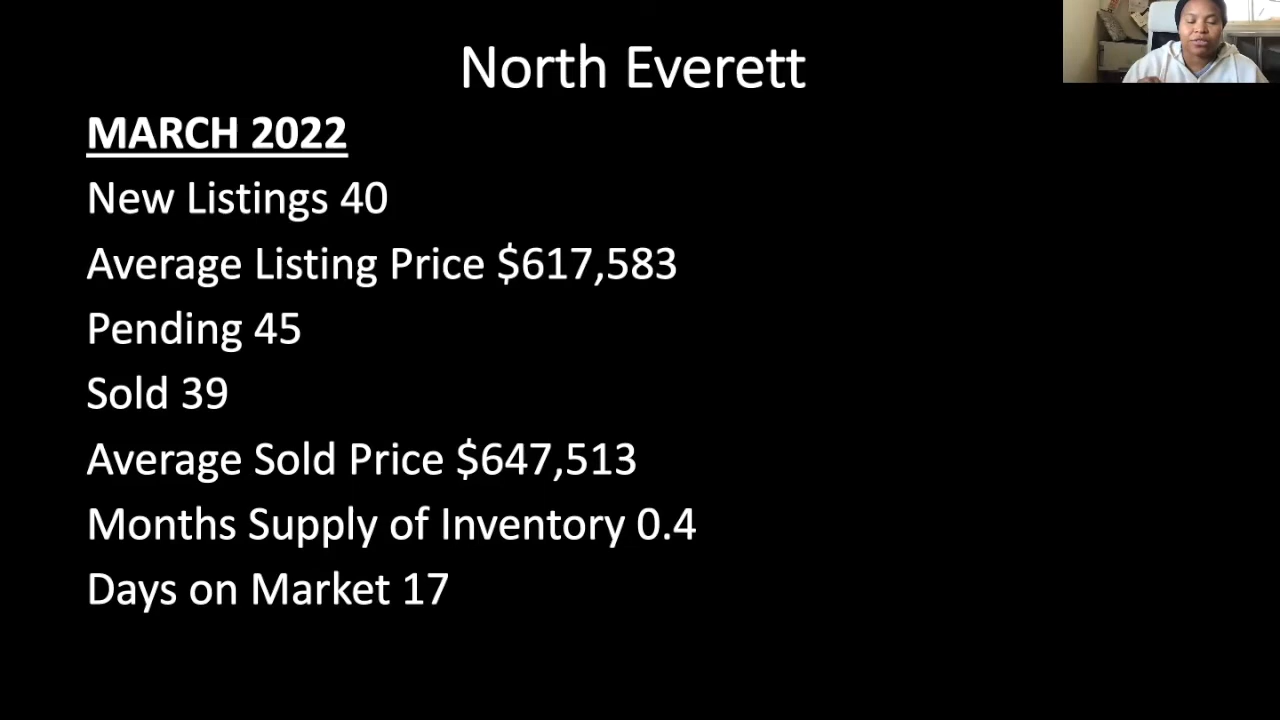 North Everett
MARCH 2022
New Listings 40
Average Listing Price $617,583
Pending 45
Sold 39
Average Sold Price $647,513
Months Supply of Inventory 0.4
Days on Market 17